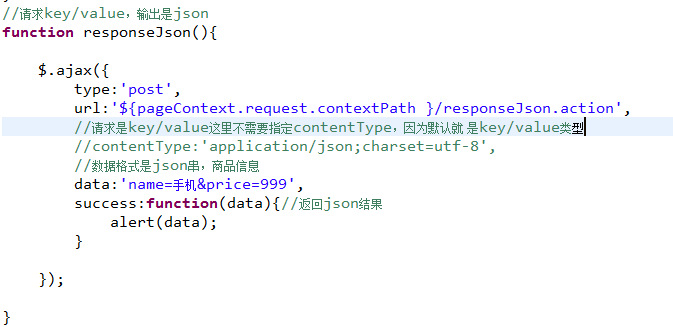 //请求key/value，输出是json
function responseJson(){
$.ajax({
type:'post',
url:'${pageContext.request.contextPath }/responseJson.action',
//请求是key/value这里不需要指定contentType，因为默认就 是key/value类型
//contentType:'application/json;charset=utf-8',
//数据格式是json串，商品信息
data:'name=手机&price=999',
success:function(data){//返回json结果
alert(data);
}
});
}